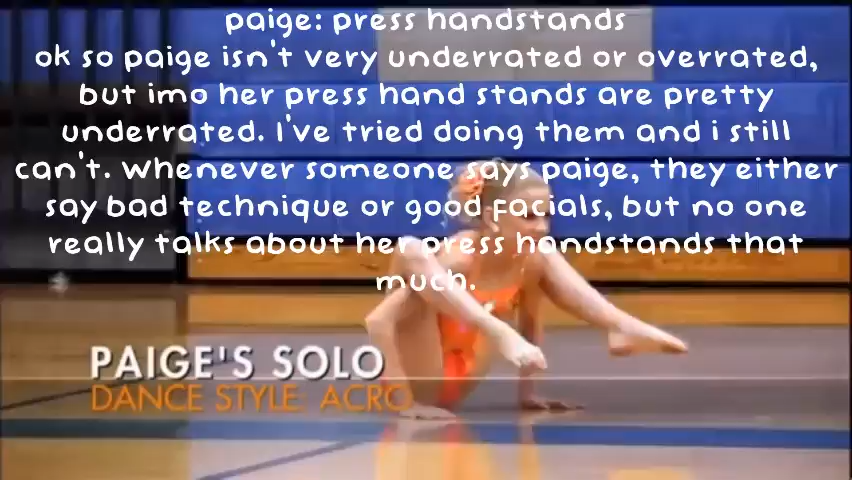 paige: press handstands
ok so paige isn't very underrated or overrated,
but imo her press hand stands are pretty
underrated. I've tried doing them and i still
can't. whenever someone says paige, they either
say bad technique or good facials, but no one
really talks about her press handstands that
much.
PAIGE'S SOLO
DANCE STYLE: ACRO